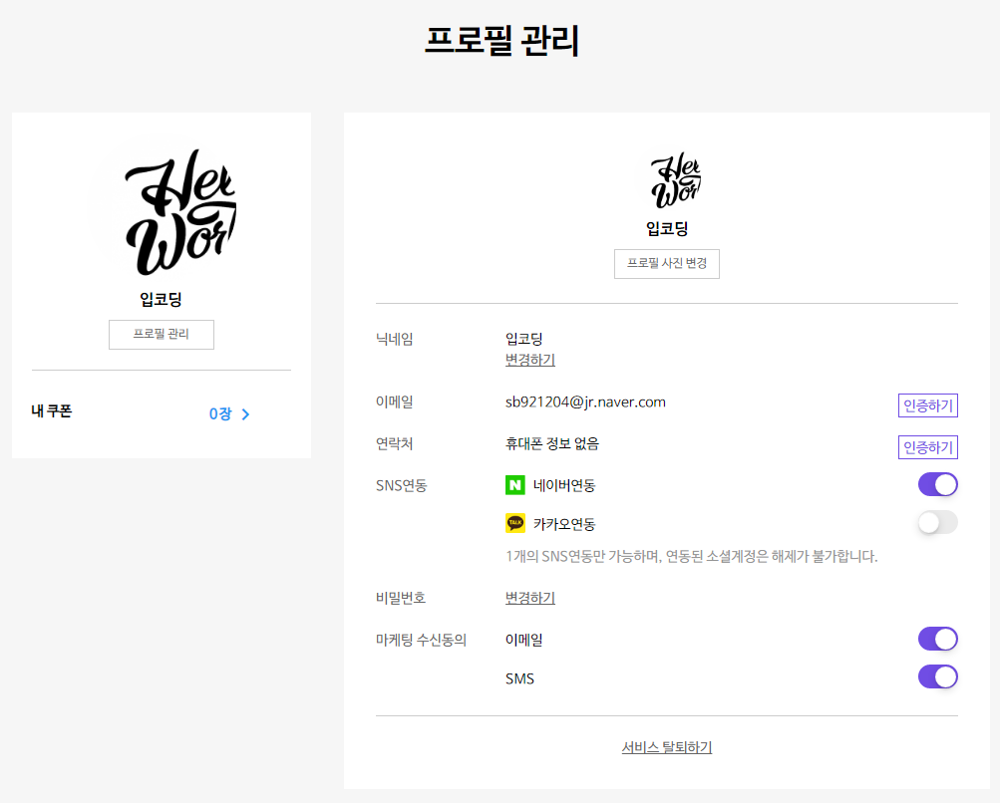 프로필 관리
Her
Wor
입코딩
프로필 관리
내 쿠폰 0장
Her
Wor
입코딩
프로필 사진 변경
닉네임 입코딩
변경하기
이메일 sb921204@jr.naver.com 인증하기
연락처 휴대폰 정보 없음 인증하기
SNS연동 N 네이버연동
TALK 카카오연동
1개의 SNS연동만 가능하며, 연동된 소셜계정은 해제가 불가합니다.
비밀번호 변경하기
마케팅 수신동의 이메일
SMS
서비스 탈퇴하기